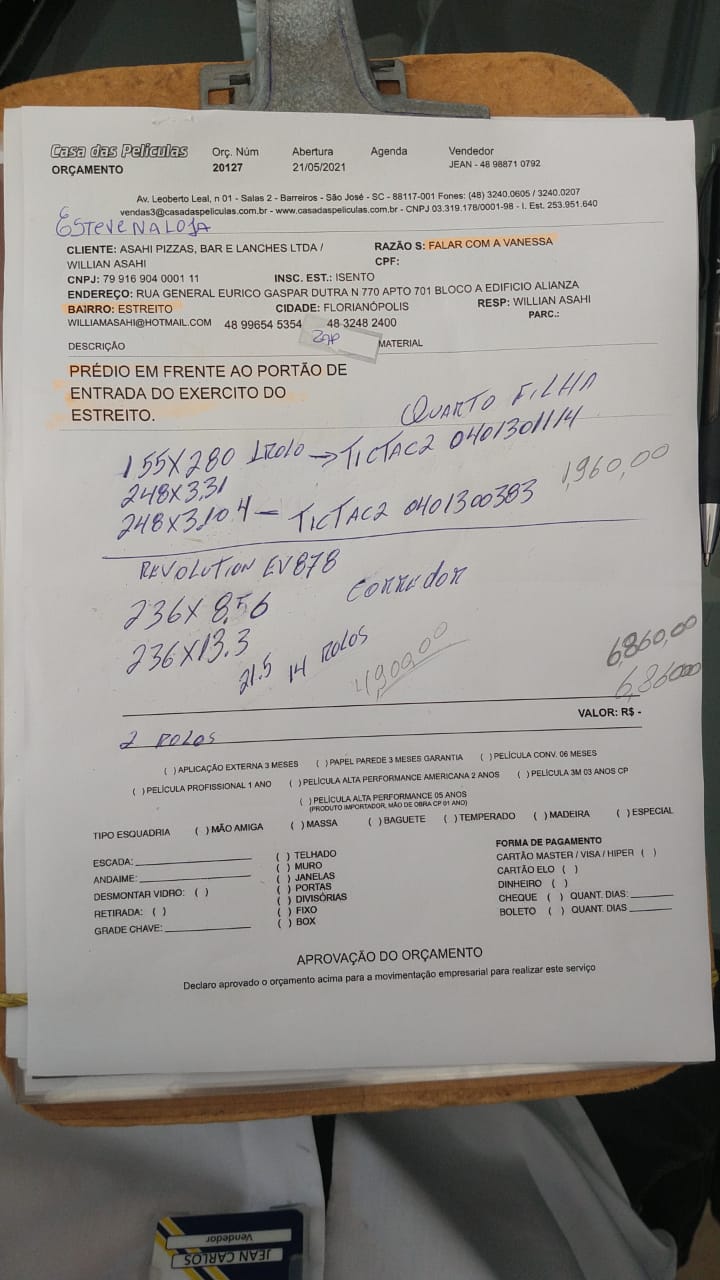 Casa das Películas Orç. Núm Abertura Agenda Vendedor
ORÇAMENTO 20127 21/05/2021 JEAN - 48 98871 0792
Av. Leoberto Leal, n 01 - Salas 2 - Barreiros - São José - SC - 88117-001 Fones: (48) 3240.0605 / 3240.0207
vendas3@casadaspeliculas.com.br - www.casadaspeliculas.com.br - CNPJ 03.319.178/0001-98 - I. Est. 253.951.640
ESTEVE NA LOJA
CLIENTE: ASAHI PIZZAS, BAR E LANCHES LTDA / RAZÃO S: FALAR COM A VANESSA
WILLIAN ASAHI CPF:
CNPJ: 79 916 904 0001 11 INSC. EST.: ISENTO
ENDEREÇO: RUA GENERAL EURICO GASPAR DUTRA N 770 APTO 701 BLOCO A EDIFICIO ALIANZA
BAIRRO: ESTREITO CIDADE: FLORIANÓPOLIS RESP: WILLIAN ASAHI
WILLIAMASAHI@HOTMAIL.COM 48 99654 5354 48 3248 2400 PARC.:
ZAP
DESCRIÇÃO MATERIAL
PRÉDIO EM FRENTE AO PORTÃO DE
ENTRADA DO EXERCITO DO
ESTREITO.
QUARTO FILHA
155X280 1ROLO → TICTAC2 0401301114
248X3,31
248X3,10 4 - TICTAC2 0401300383 1,960,00
REVOLUTION EV878
236X 8,56 CORREDOR
236X13.3
21.5 14 ROLOS 4,900,00 6,860,00
6,86000
VALOR: R$ -
2 ROLOS
( ) APLICAÇÃO EXTERNA 3 MESES ( ) PAPEL PAREDE 3 MESES GARANTIA ( ) PELÍCULA CONV. 06 MESES
( ) PELÍCULA PROFISSIONAL 1 ANO ( ) PELÍCULA ALTA PERFORMANCE AMERICANA 2 ANOS ( ) PELÍCULA 3M 03 ANOS CP
( ) PELÍCULA ALTA PERFORMANCE 05 ANOS
(PRODUTO IMPORTADOR, MÃO DE OBRA CP 01 ANO)
TIPO ESQUADRIA ( ) MÃO AMIGA ( ) MASSA ( ) BAGUETE ( ) TEMPERADO ( ) MADEIRA ( ) ESPECIAL
ESCADA:
ANDAIME:
DESMONTAR VIDRO: ( )
RETIRADA: ( )
GRADE CHAVE:
( ) TELHADO
( ) MURO
( ) JANELAS
( ) PORTAS
( ) DIVISÓRIAS
( ) FIXO
( ) BOX
FORMA DE PAGAMENTO
CARTÃO MASTER / VISA / HIPER ( )
CARTÃO ELO ( )
DINHEIRO ( )
CHEQUE ( ) QUANT. DIAS:
BOLETO ( ) QUANT. DIAS
APROVAÇÃO DO ORÇAMENTO
Declaro aprovado o orçamento acima para a movimentação empresarial para realizar este serviço
JEAN CARLOS
Vendedor